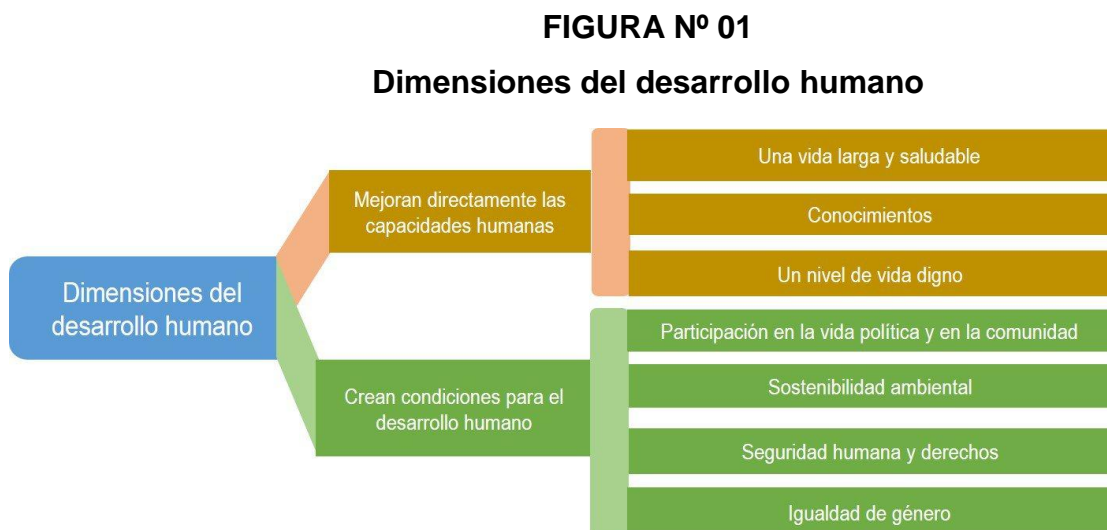 FIGURA Nº 01
Dimensiones del desarrollo humano
Dimensiones del
desarrollo humano
Mejoran directamente las
capacidades humanas
Una vida larga y saludable
Conocimientos
Un nivel de vida digno
Crean condiciones para el
desarrollo humano
Participación en la vida política y en la comunidad
Sostenibilidad ambiental
Seguridad humana y derechos
Igualdad de género